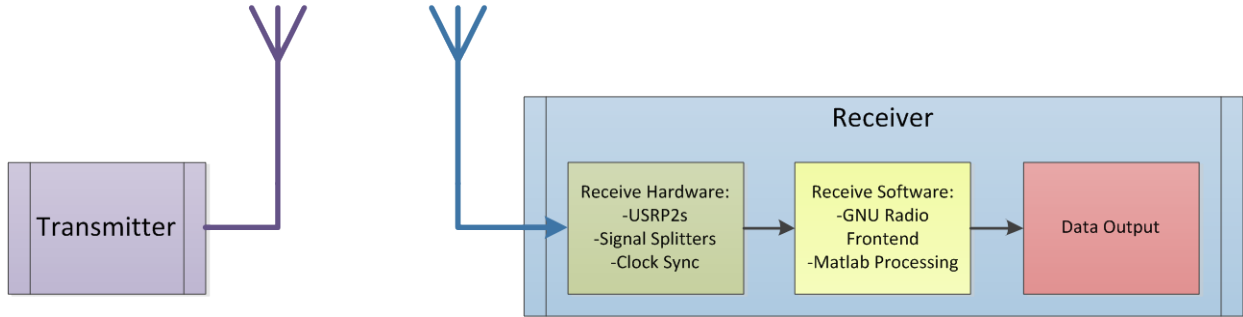 Receiver
Transmitter
Receive Hardware:
-USRP2s
-Signal Splitters
-Clock Sync
Receive Software:
-GNU Radio
Frontend
-Matlab Processing
Data Output